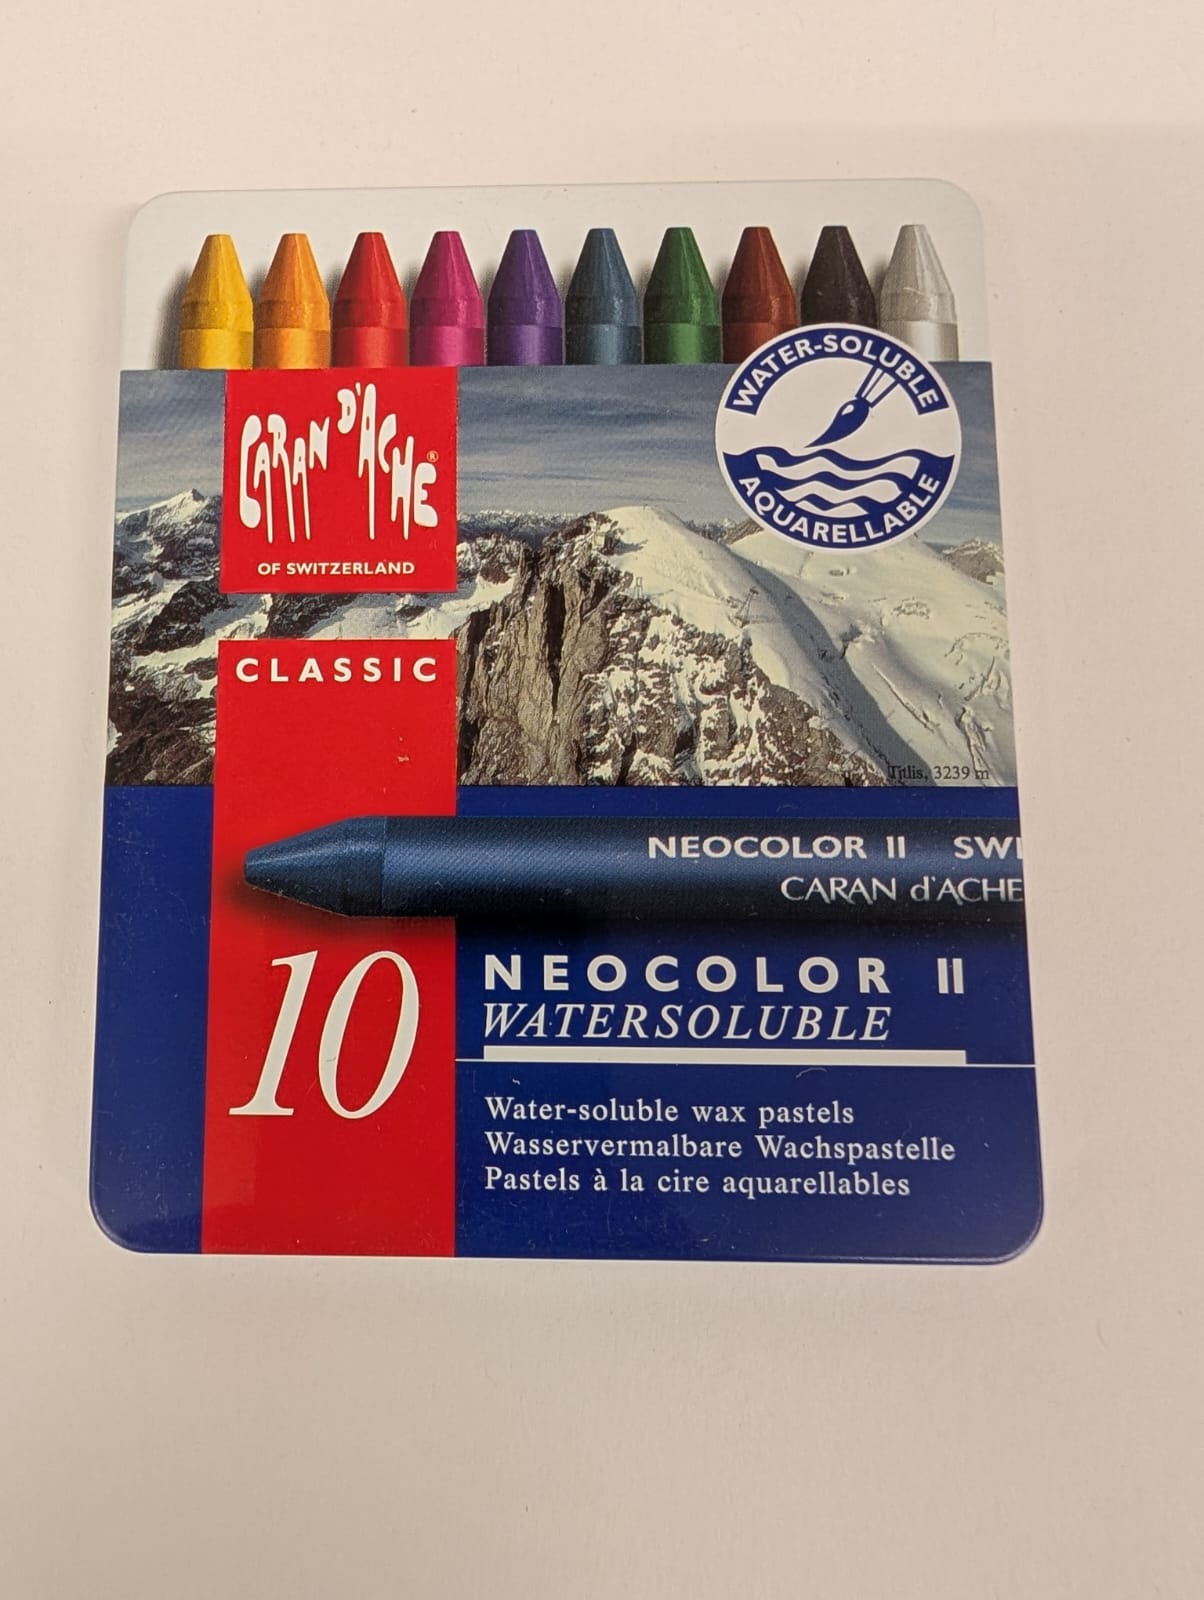 WATER-SOLUBLE
AQUARELLABLE
CARAN D'ACHE®
OF SWITZERLAND
CLASSIC
Titlis, 3239 m
NEOCOLOR II SWI
CARAN d'ACHE
10
NEOCOLOR II
WATERSOLUBLE
Water-soluble wax pastels
Wasservermalbare Wachspastelle
Pastels à la cire aquarellables